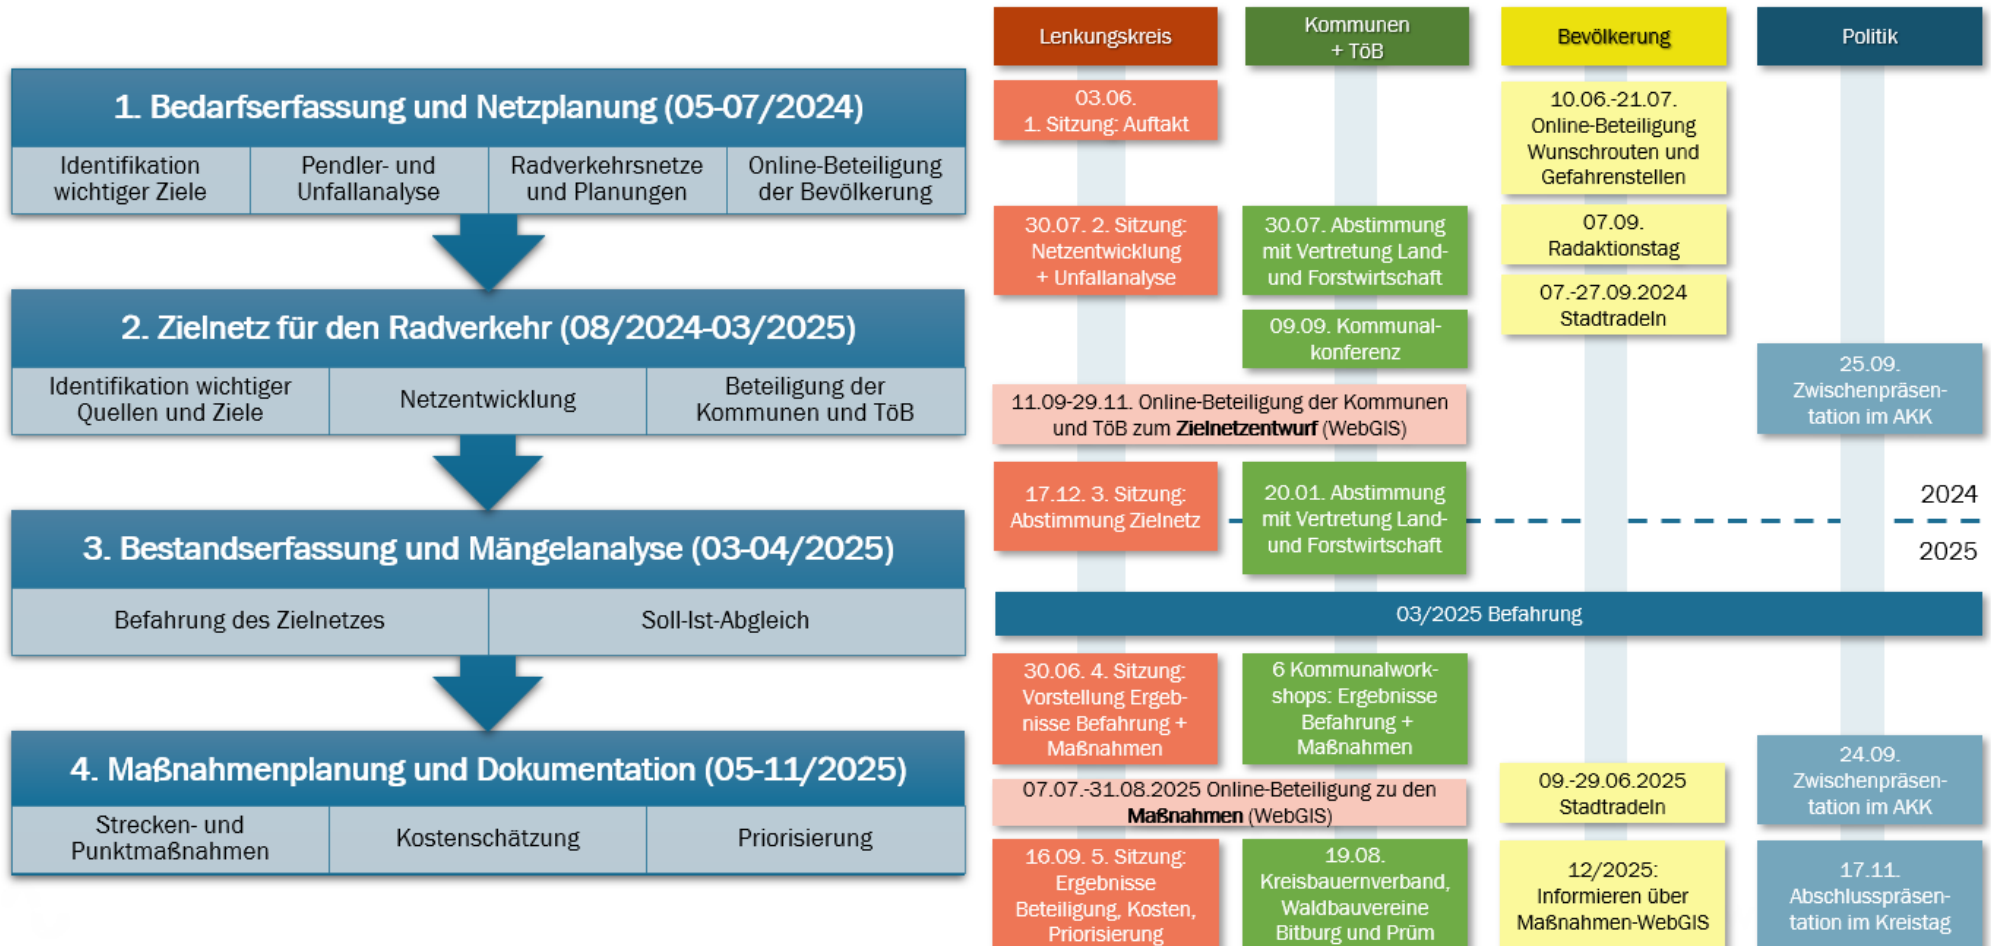 1. Bedarfserfassung und Netzplanung (05-07/2024)
Identifikation
wichtiger Ziele
Pendler- und
Unfallanalyse
Radverkehrsnetze
und Planungen
Online-Beteiligung
der Bevölkerung
2. Zielnetz für den Radverkehr (08/2024-03/2025)
Identifikation wichtiger
Quellen und Ziele
Netzentwicklung
Beteiligung der
Kommunen und TöB
3. Bestandserfassung und Mängelanalyse (03-04/2025)
Befahrung des Zielnetzes
Soll-Ist-Abgleich
4. Maßnahmenplanung und Dokumentation (05-11/2025)
Strecken- und
Punktmaßnahmen
Kostenschätzung
Priorisierung
Lenkungskreis
Kommunen
+ TöB
Bevölkerung
Politik
03.06.
1. Sitzung: Auftakt
10.06.-21.07.
Online-Beteiligung
Wunschrouten und
Gefahrenstellen
30.07. 2. Sitzung:
Netzentwicklung
+ Unfallanalyse
30.07. Abstimmung
mit Vertretung Land-
und Forstwirtschaft
07.09.
Radaktionstag
07.-27.09.2024
Stadtradeln
09.09. Kommunal-
konferenz
25.09.
Zwischenpräsen-
tation im AKK
11.09-29.11. Online-Beteiligung der Kommunen
und TöB zum Zielnetzentwurf (WebGIS)
17.12. 3. Sitzung:
Abstimmung Zielnetz
20.01. Abstimmung
mit Vertretung Land-
und Forstwirtschaft
2024
2025
03/2025 Befahrung
30.06. 4. Sitzung:
Vorstellung Ergeb-
nisse Befahrung +
Maßnahmen
6 Kommunalwork-
shops: Ergebnisse
Befahrung +
Maßnahmen
24.09.
Zwischenpräsen-
tation im AKK
07.07.-31.08.2025 Online-Beteiligung zu den
Maßnahmen (WebGIS)
09.-29.06.2025
Stadtradeln
16.09. 5. Sitzung:
Ergebnisse
Beteiligung, Kosten,
Priorisierung
19.08.
Kreisbauernverband,
Waldbauvereine
Bitburg und Prüm
12/2025:
Informieren über
Maßnahmen-WebGIS
17.11.
Abschlusspräsen-
tation im Kreistag